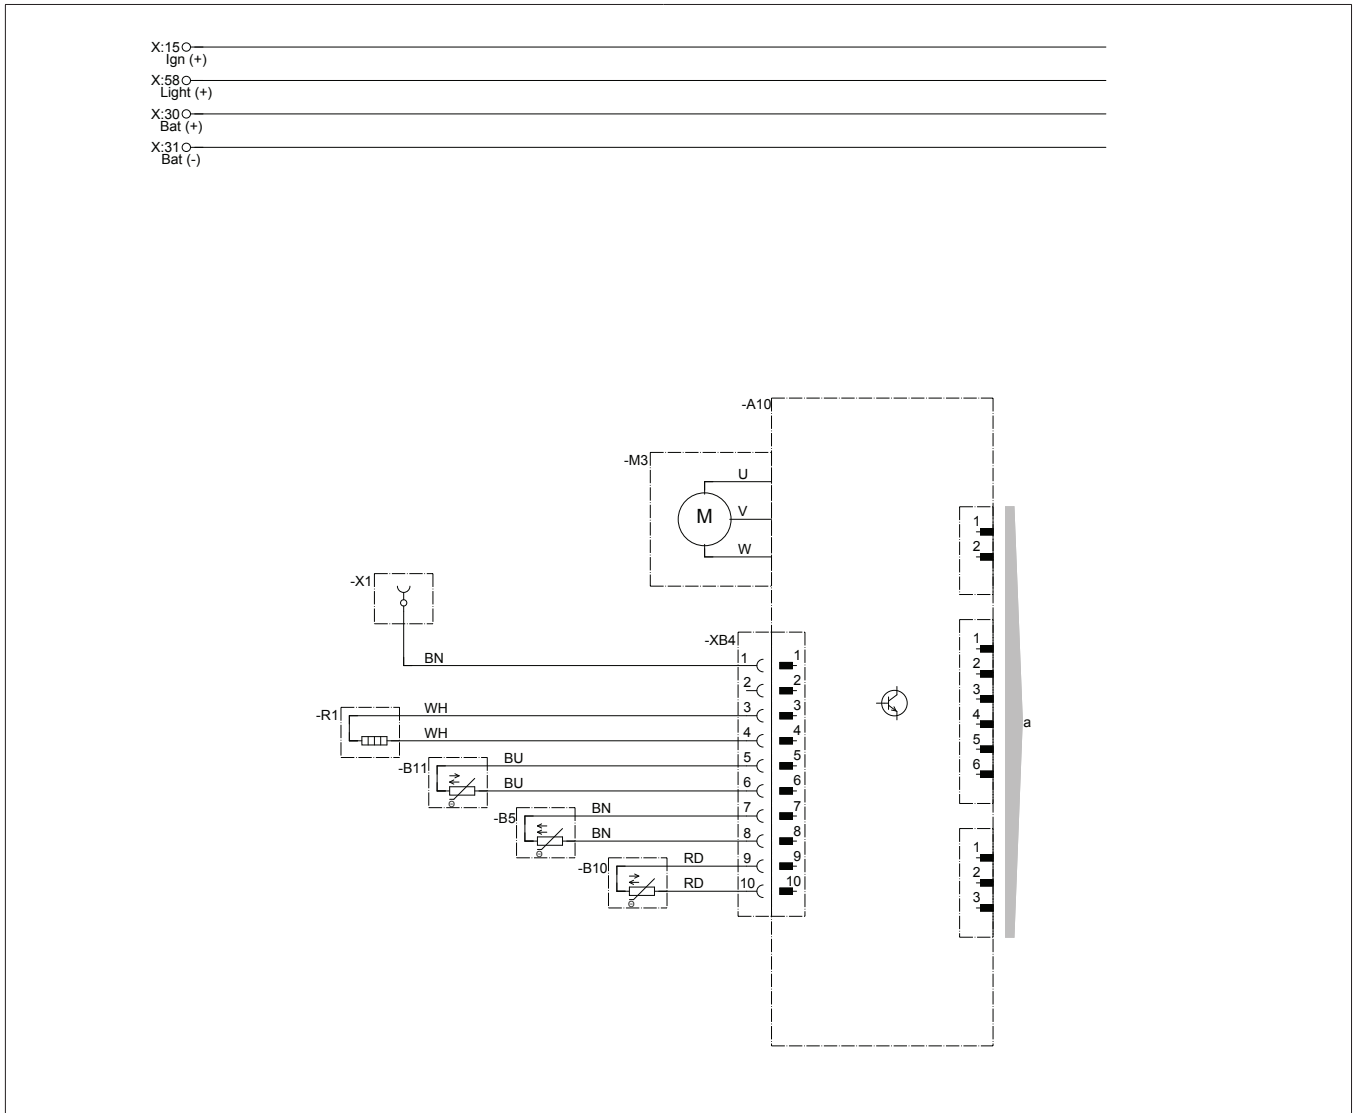 X:15
Ign (+)
X:58
Light (+)
X:30
Bat (+)
X:31
Bat (-)
-A10
-M3
U
M
V
W
1
2
-X1
-XB4
BN
1
1
2
2
-R1
WH
3
3
WH
4
4
-B11
BU
5
5
BU
6
6
-B5
BN
7
7
BN
8
8
-B10
RD
9
9
RD
10
10
1
2
3
4
5
6
a
1
2
3